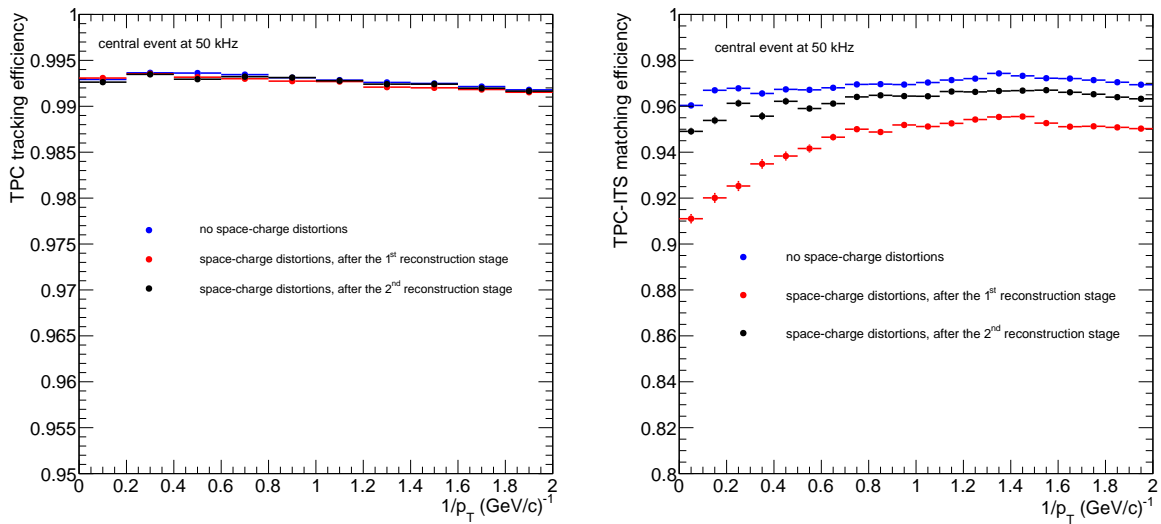 central event at 50 kHz
TPC tracking efficiency
0.995
0.99
0.985
0.98
0.975
0.97
0.965
0.96
0.955
0.95
no space-charge distortions
space-charge distortions, after the 1st reconstruction stage
space-charge distortions, after the 2nd reconstruction stage
0 0.2 0.4 0.6 0.8 1 1.2 1.4 1.6 1.8 2
1/pT (GeV/c)-1
central event at 50 kHz
TPC-ITS matching efficiency
1
0.98
0.96
0.94
0.92
0.9
0.88
0.86
0.84
0.82
0.8
no space-charge distortions
space-charge distortions, after the 1st reconstruction stage
space-charge distortions, after the 2nd reconstruction stage
0 0.2 0.4 0.6 0.8 1 1.2 1.4 1.6 1.8 2
1/pT (GeV/c)-1